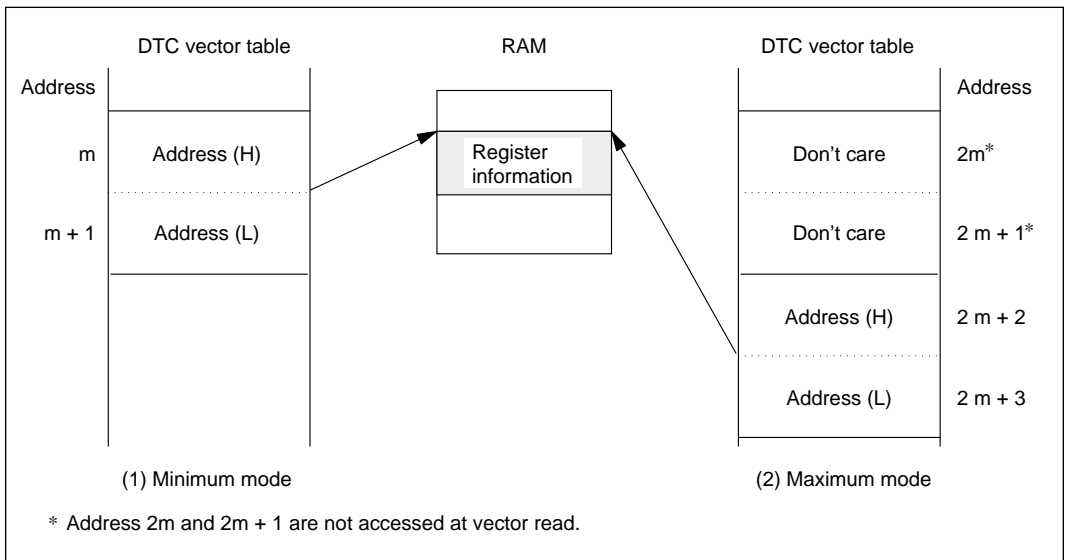 DTC vector table
RAM
DTC vector table
Address
Address
m
Address (H)
Register
information
Don't care
2m*
m + 1
Address (L)
Don't care
2 m + 1*
Address (H)
2 m + 2
Address (L)
2 m + 3
(1) Minimum mode
(2) Maximum mode
* Address 2m and 2m + 1 are not accessed at vector read.